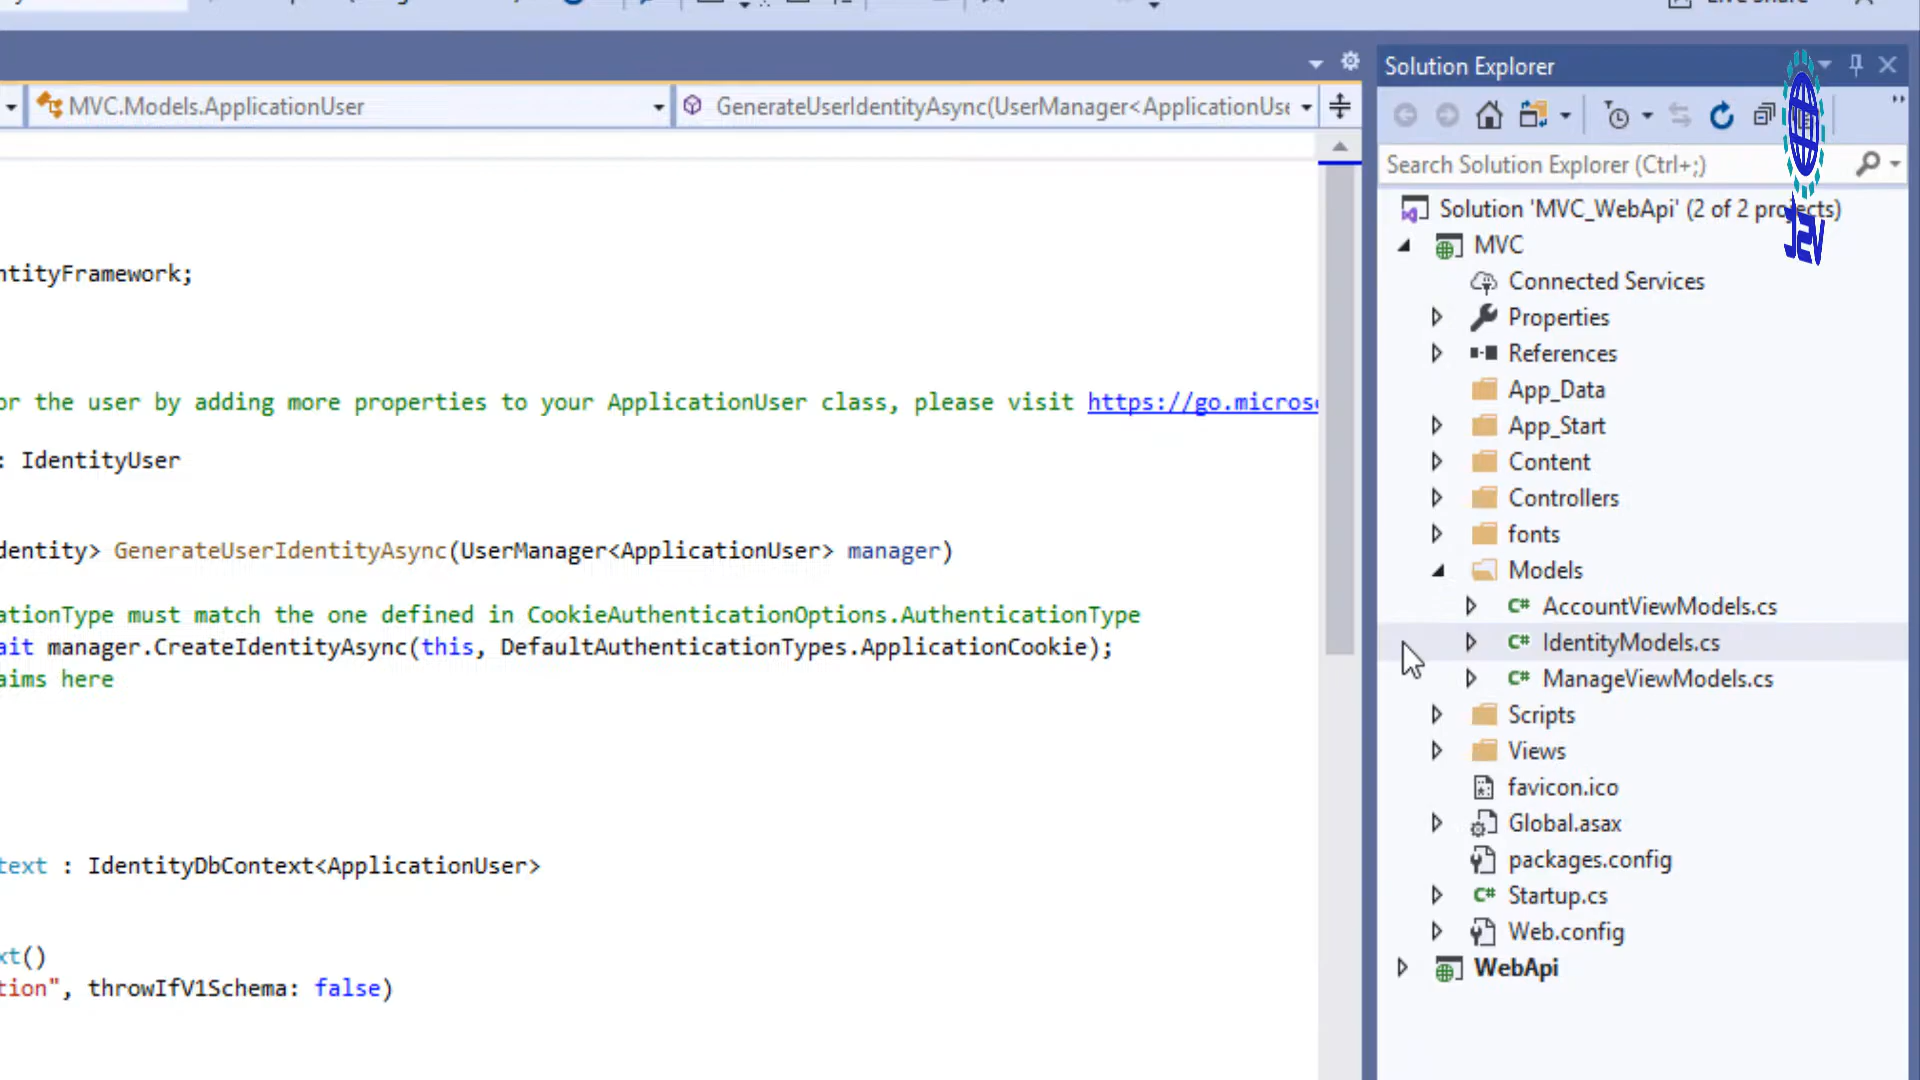 Live Share
MVC.Models.ApplicationUser
GenerateUserIdentityAsync(UserManager<ApplicationUse
ntityFramework;
or the user by adding more properties to your ApplicationUser class, please visit https://go.micros
: IdentityUser
dentity> GenerateUserIdentityAsync(UserManager<ApplicationUser> manager)
ationType must match the one defined in CookieAuthenticationOptions.AuthenticationType
ait manager.CreateIdentityAsync(this, DefaultAuthenticationTypes.ApplicationCookie);
aims here
text : IdentityDbContext<ApplicationUser>
xt()
tion", throwIfV1Schema: false)
Solution Explorer
Search Solution Explorer (Ctrl+;)
Solution 'MVC_WebApi' (2 of 2 projects)
MVC
Connected Services
Properties
References
App_Data
App_Start
Content
Controllers
fonts
Models
C# AccountViewModels.cs
C# IdentityModels.cs
C# ManageViewModels.cs
Scripts
Views
favicon.ico
Global.asax
packages.config
C# Startup.cs
Web.config
WebApi